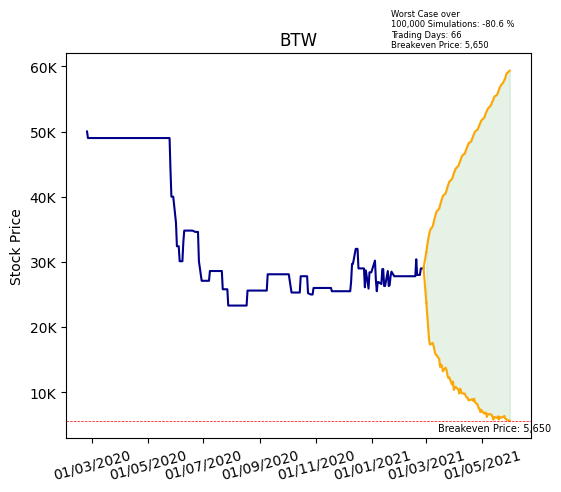 Worst Case over
100,000 Simulations: -80.6 %
Trading Days: 66
Breakeven Price: 5,650
BTW
60K
50K
40K
30K
20K
10K
Stock Price
Breakeven Price: 5,650
01/03/2020
01/05/2020
01/07/2020
01/09/2020
01/11/2020
01/01/2021
01/03/2021
01/05/2021